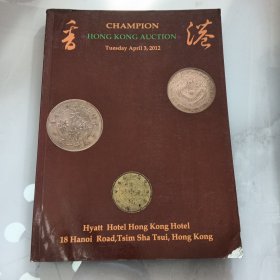 CHAMPION
香 港
HONG KONG AUCTION
Tuesday April 3, 2012
Hyatt Hotel Hong Kong Hotel
18 Hanoi Road,Tsim Sha Tsui, Hong Kong